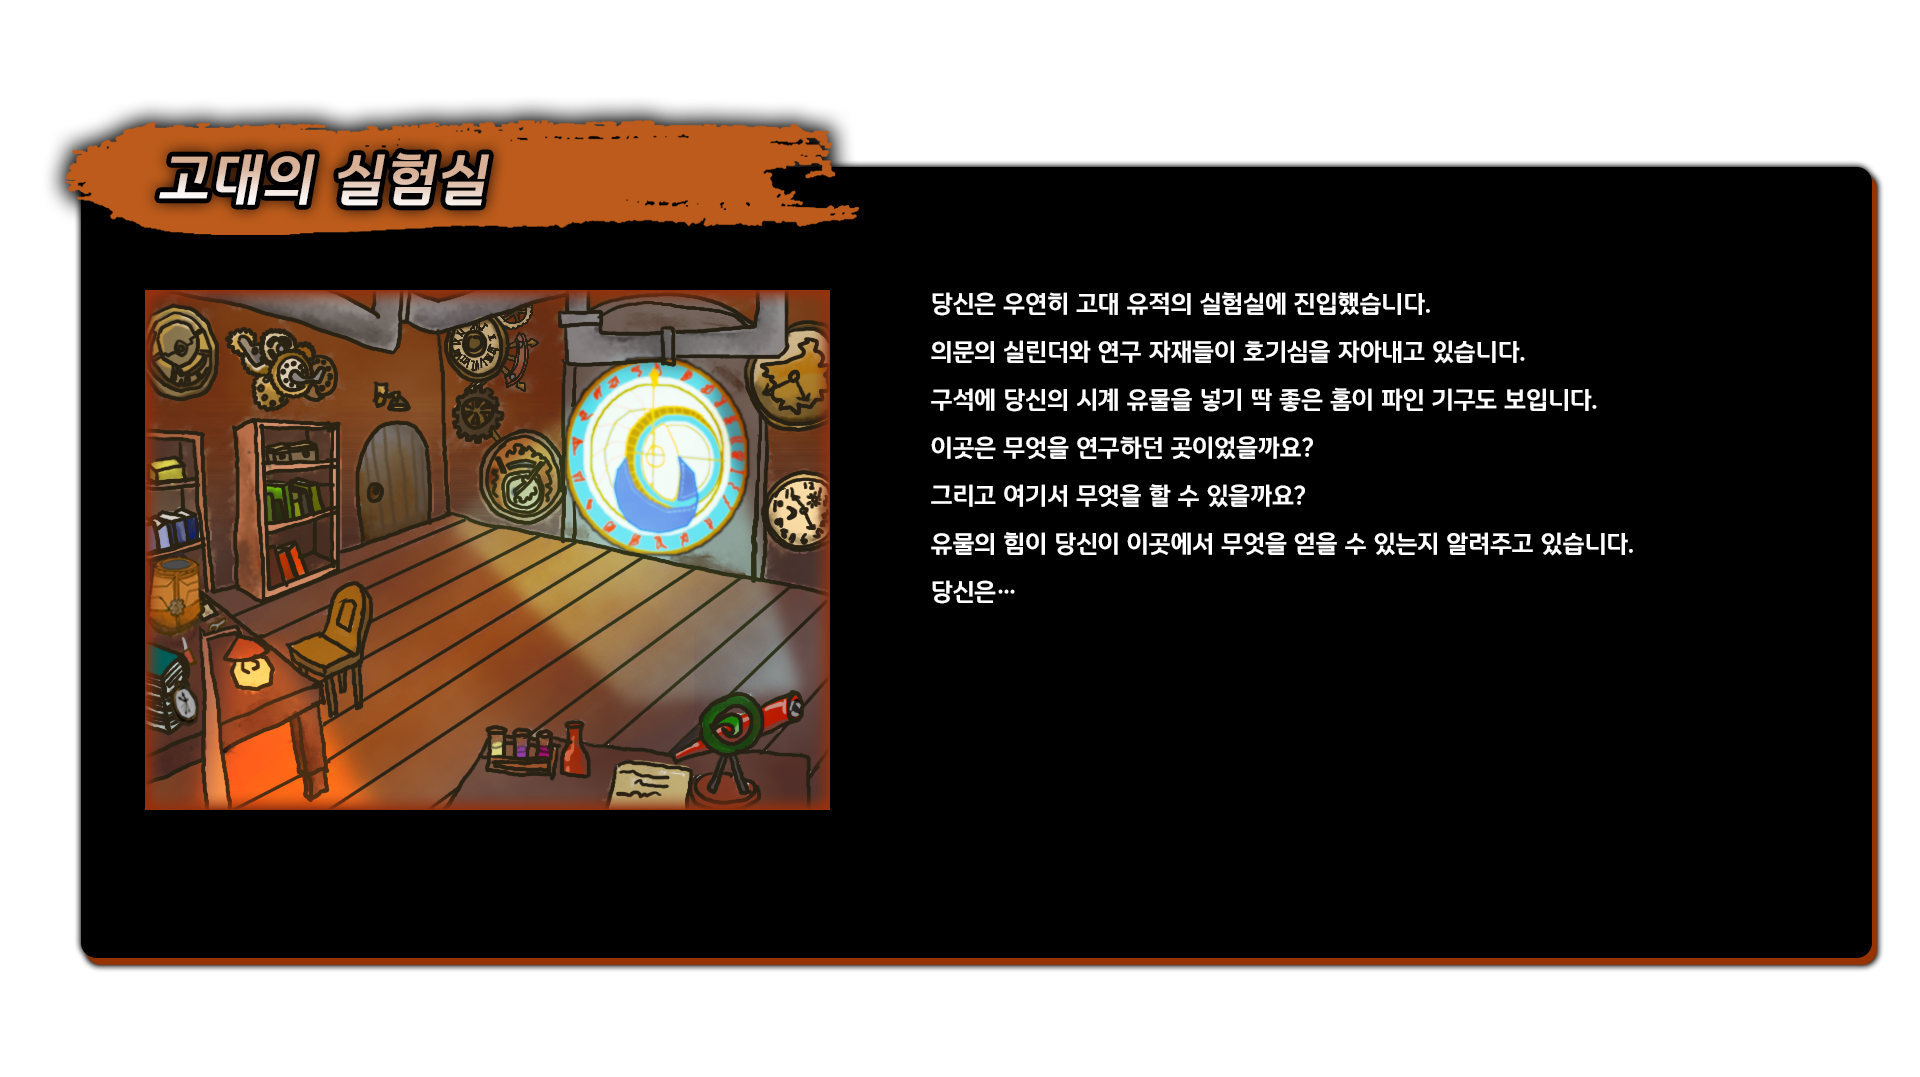 고대의 실험실
당신은 우연히 고대 유적의 실험실에 진입했습니다.
의문의 실린더와 연구 자재들이 호기심을 자아내고 있습니다.
구석에 당신의 시계 유물을 넣기 딱 좋은 홈이 파인 기구도 보입니다.
이곳은 무엇을 연구하던 곳이었을까요?
그리고 여기서 무엇을 할 수 있을까요?
유물의 힘이 당신이 이곳에서 무엇을 얻을 수 있는지 알려주고 있습니다.
당신은…